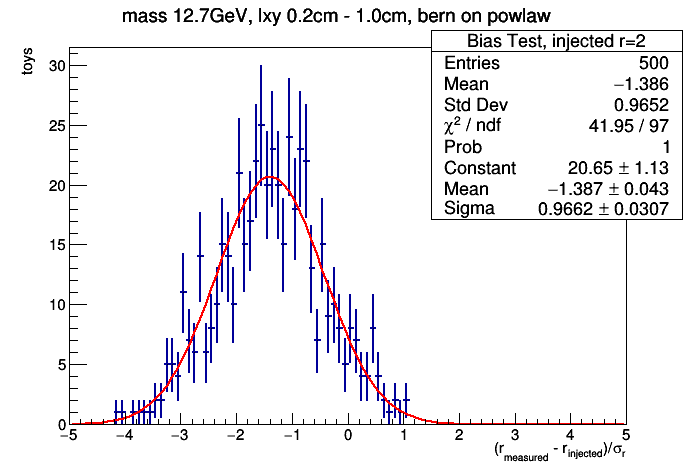 mass 12.7GeV, lxy 0.2cm - 1.0cm, bern on powlaw
Bias Test, injected r=2
Entries 500
Mean −1.386
Std Dev 0.9652
χ² / ndf 41.95 / 97
Prob 1
Constant 20.65 ± 1.13
Mean −1.387 ± 0.043
Sigma 0.9662 ± 0.0307
toys
30
25
20
15
10
5
0
−5 −4 −3 −2 −1 0 1 2 3 4 5
(r_measured - r_injected)/σ_r